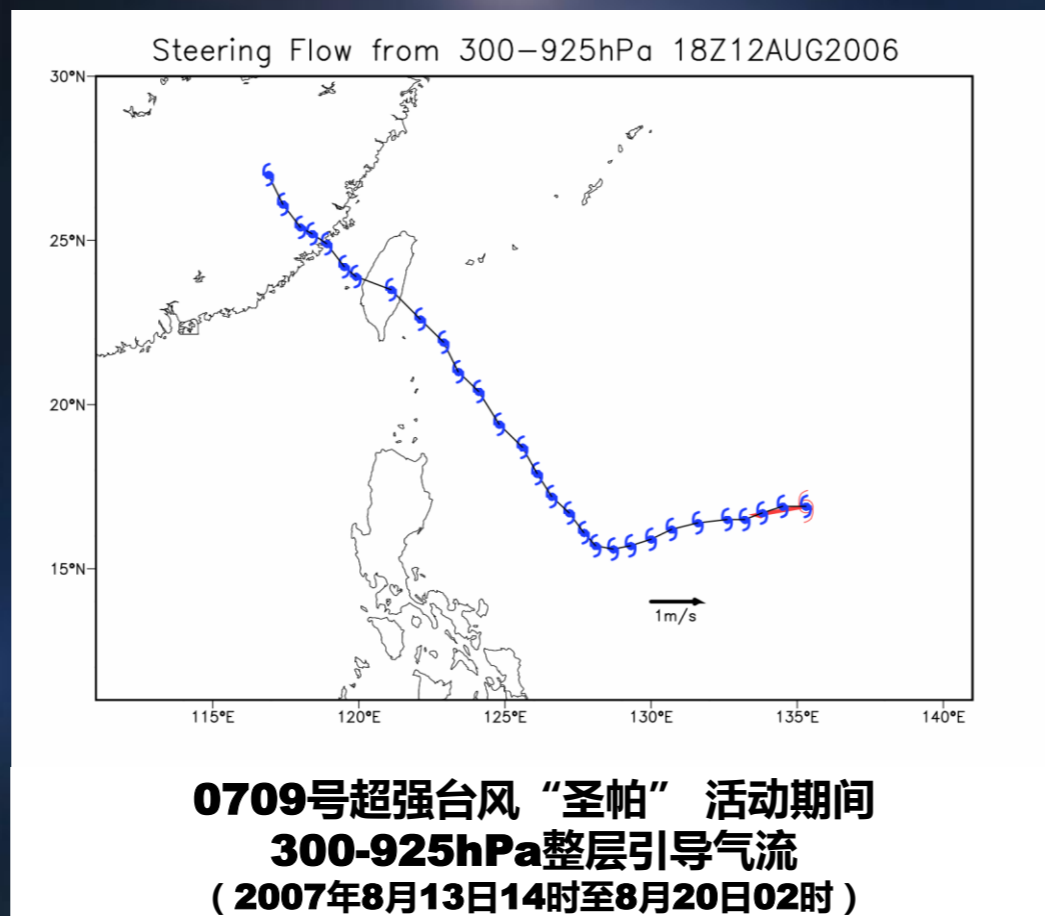 Steering Flow from 300-925hPa 18Z12AUG2006
30°N
25°N
20°N
15°N
1m/s
115°E 120°E 125°E 130°E 135°E 140°E
0709号超强台风“圣帕” 活动期间
300-925hPa整层引导气流
（2007年8月13日14时至8月20日02时）